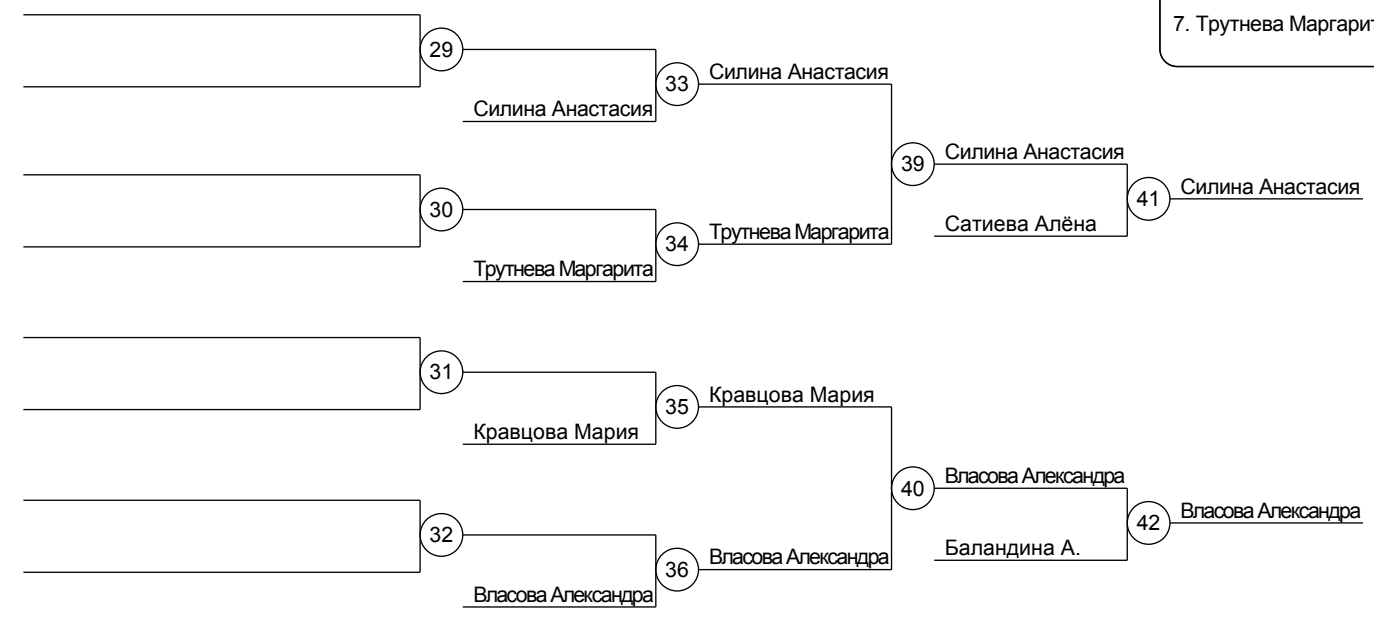 7. Трутнева Маргарит
29
33
Силина Анастасия
Силина Анастасия
39
Силина Анастасия
41
Силина Анастасия
30
34
Трутнева Маргарита
Сатиева Алёна
Трутнева Маргарита
31
35
Кравцова Мария
Кравцова Мария
40
Власова Александра
42
Власова Александра
32
36
Власова Александра
Баландина А.
Власова Александра